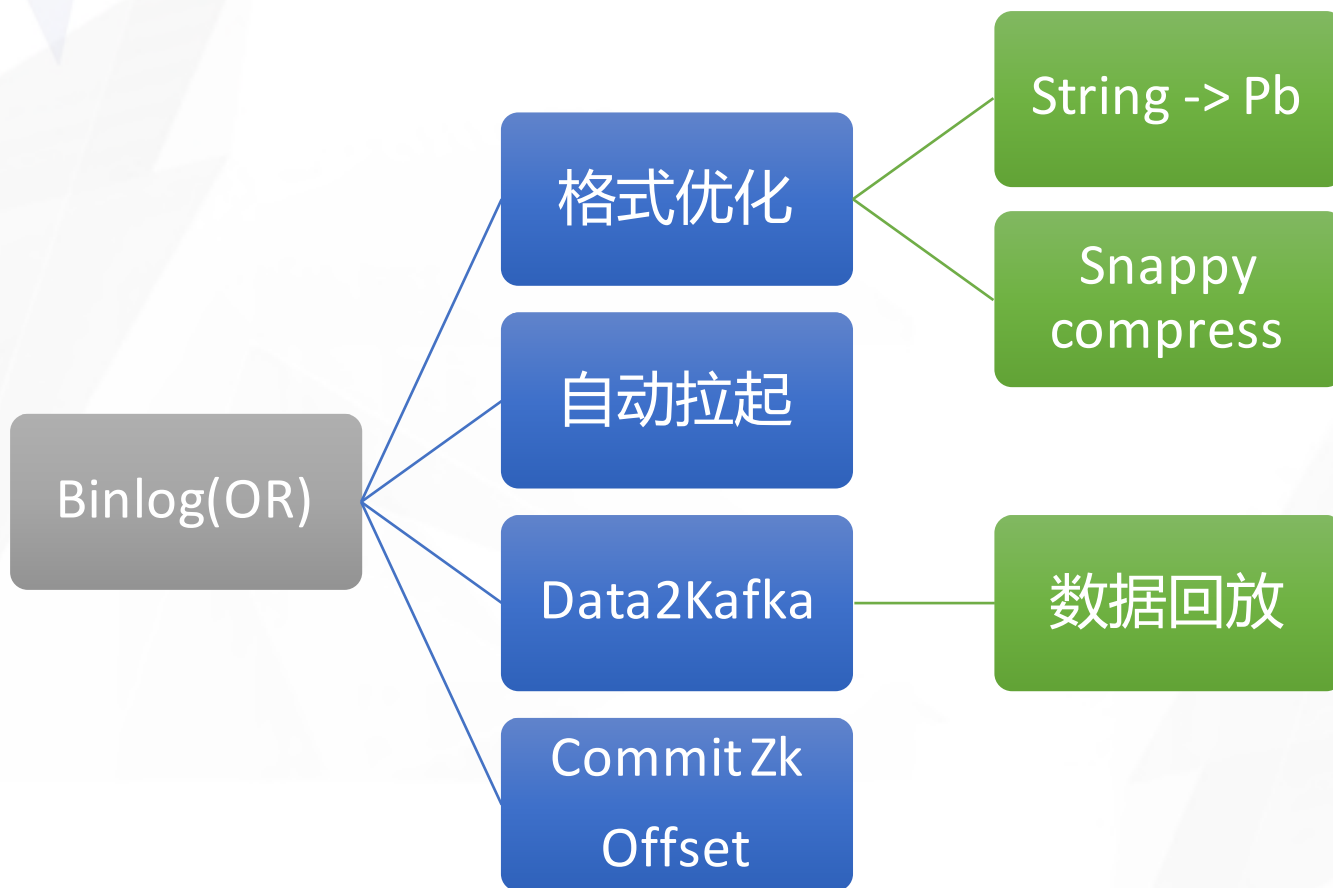 Binlog(OR)
格式优化
String -> Pb
Snappy
compress
自动拉起
Data2Kafka
数据回放
Commit Zk
Offset